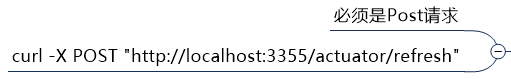 必须是Post请求
curl -X POST "http://localhost:3355/actuator/refresh"